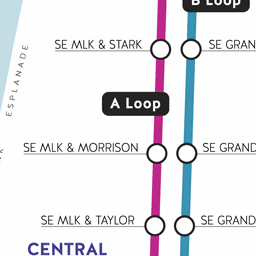 B Loop
SE MLK & STARK
SE GRAN
ESPLANADE
A Loop
SE MLK & MORRISON
SE GRAND
SE MLK & TAYLOR
SE GRAND
CENTRAL